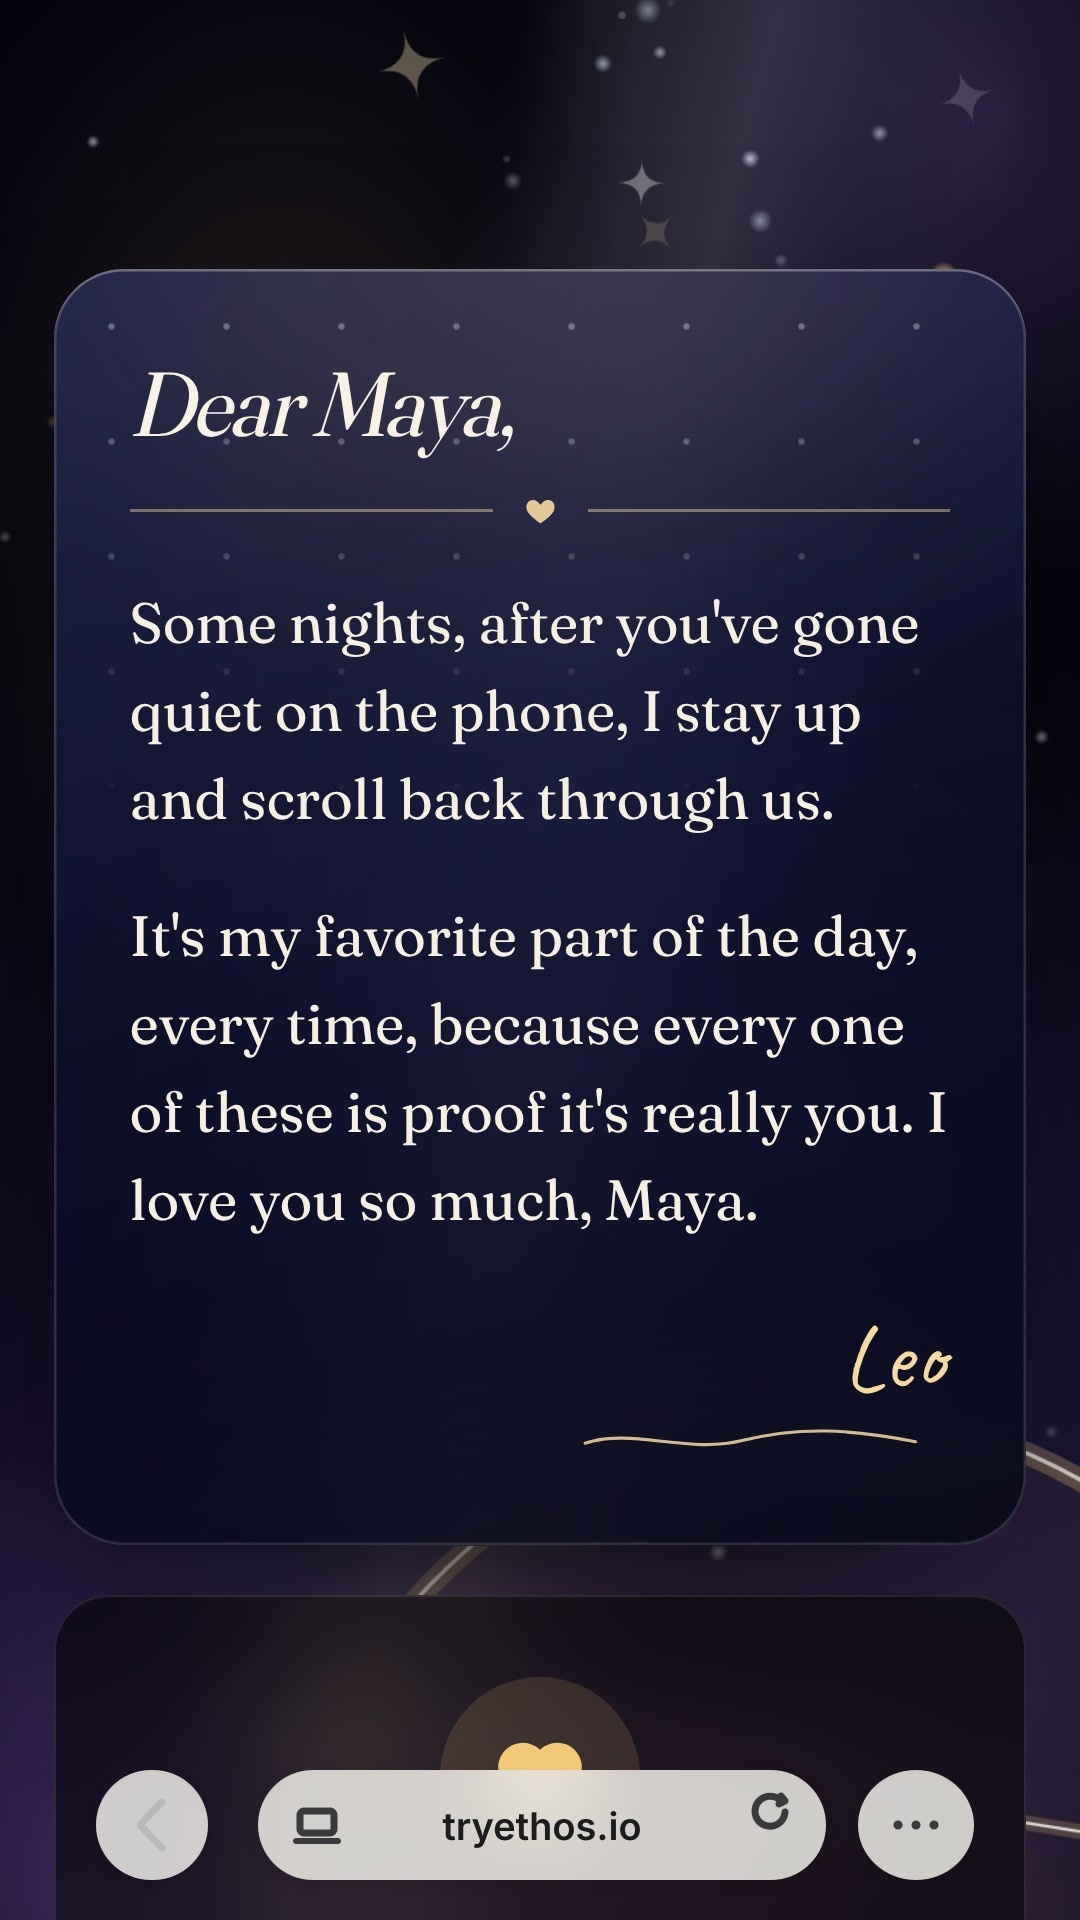 Dear Maya,
Some nights, after you've gone
quiet on the phone, I stay up
and scroll back through us.
It's my favorite part of the day,
every time, because every one
of these is proof it's really you. I
love you so much, Maya.
Leo
tryethos.io